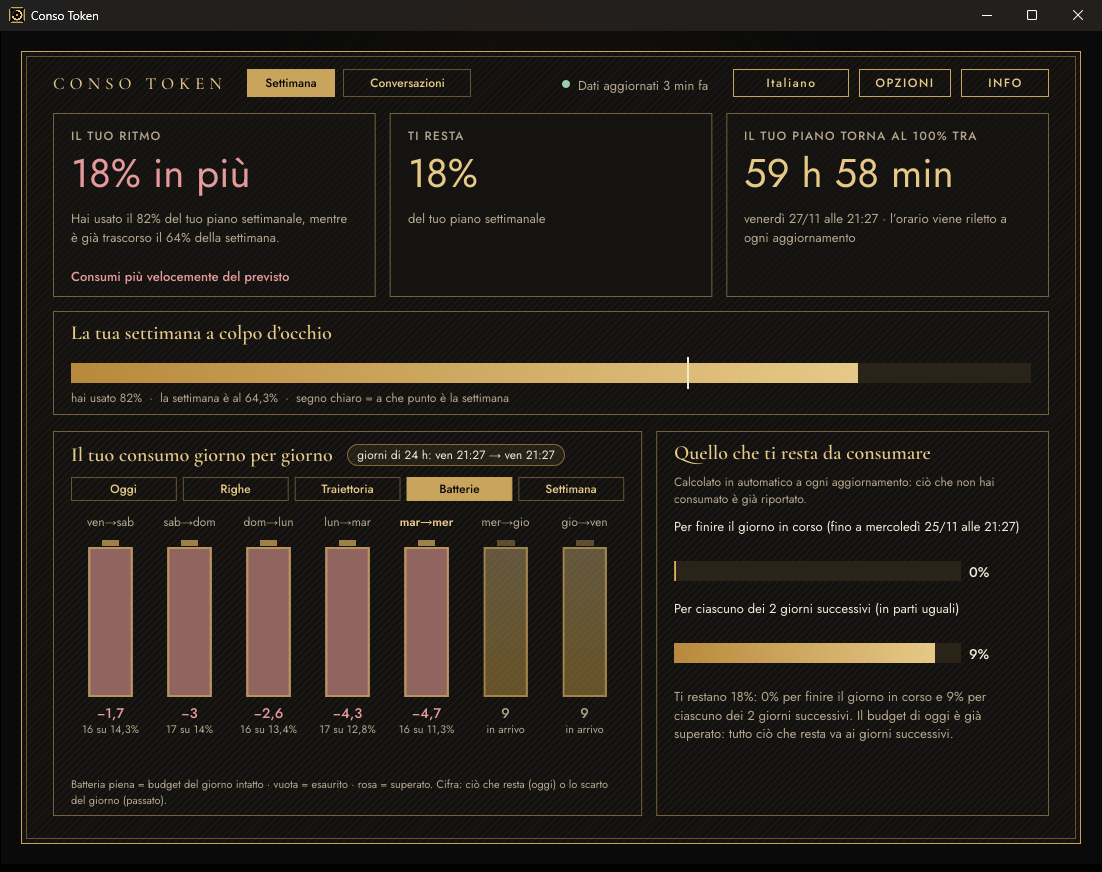 Conso Token
CONSO TOKEN
Settimana
Conversazioni
Dati aggiornati 3 min fa
Italiano
OPZIONI
INFO
IL TUO RITMO
18% in più
Hai usato il 82% del tuo piano settimanale, mentre
è già trascorso il 64% della settimana.
Consumi più velocemente del previsto
TI RESTA
18%
del tuo piano settimanale
IL TUO PIANO TORNA AL 100% TRA
59 h 58 min
venerdì 27/11 alle 21:27 · l'orario viene riletto a
ogni aggiornamento
La tua settimana a colpo d'occhio
hai usato 82% · la settimana è al 64,3% · segno chiaro = a che punto è la settimana
Il tuo consumo giorno per giorno
giorni di 24 h: ven 21:27 → ven 21:27
Oggi
Righe
Traiettoria
Batterie
Settimana
ven→sab sab→dom dom→lun lun→mar mar→mer mer→gio gio→ven
−1,7 −3 −2,6 −4,3 −4,7 9 9
16 su 14,3% 17 su 14% 16 su 13,4% 17 su 12,8% 16 su 11,3% in arrivo in arrivo
Batteria piena = budget del giorno intatto · vuota = esaurito · rosa = superato. Cifra: ciò che resta (oggi) o lo scarto
del giorno (passato).
Quello che ti resta da consumare
Calcolato in automatico a ogni aggiornamento: ciò che non hai
consumato è già riportato.
Per finire il giorno in corso (fino a mercoledì 25/11 alle 21:27)
0%
Per ciascuno dei 2 giorni successivi (in parti uguali)
9%
Ti restano 18%: 0% per finire il giorno in corso e 9% per
ciascuno dei 2 giorni successivi. Il budget di oggi è già
superato: tutto ciò che resta va ai giorni successivi.